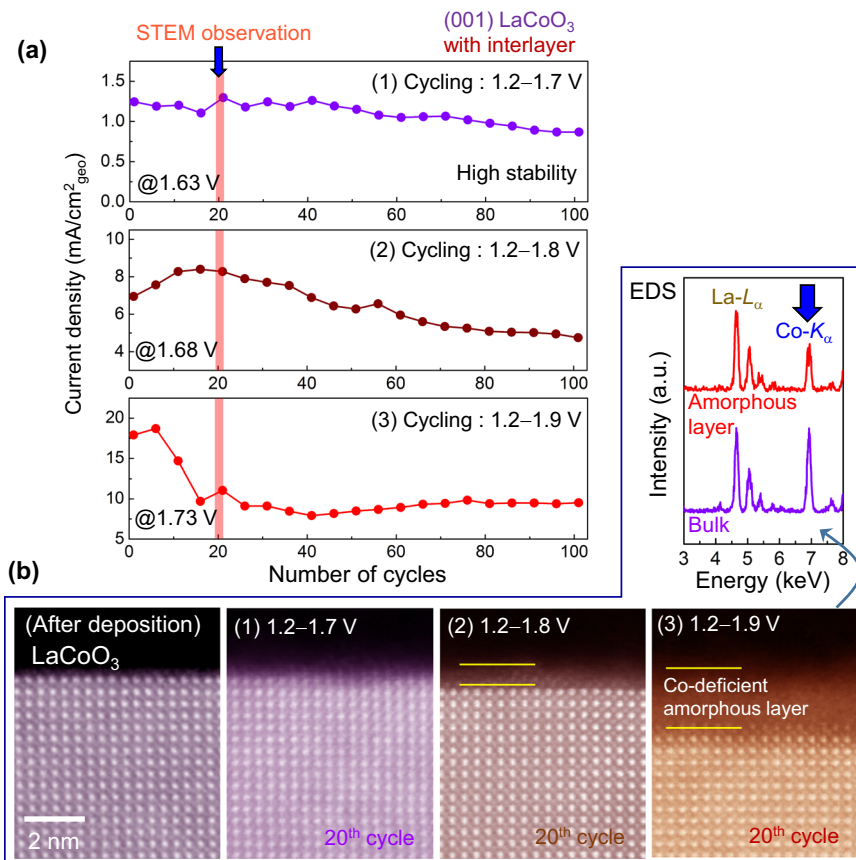 STEM observation
(001) LaCoO3
with interlayer
(a)
(1) Cycling : 1.2–1.7 V
1.5
1.0
0.5
0.0
@1.63 V
High stability
0 20 40 60 80 100
(2) Cycling : 1.2–1.8 V
10
8
6
4
@1.68 V
0 20 40 60 80 100
(3) Cycling : 1.2–1.9 V
20
15
10
5
@1.73 V
0 20 40 60 80 100
Current density (mA/cm2geo)
Number of cycles
EDS
La-Lα
Co-Kα
Amorphous
layer
Bulk
Intensity (a.u.)
3 4 5 6 7 8
Energy (keV)
(b)
(After deposition)
LaCoO3
2 nm
(1) 1.2–1.7 V
20th cycle
(2) 1.2–1.8 V
20th cycle
(3) 1.2–1.9 V
Co-deficient
amorphous layer
20th cycle